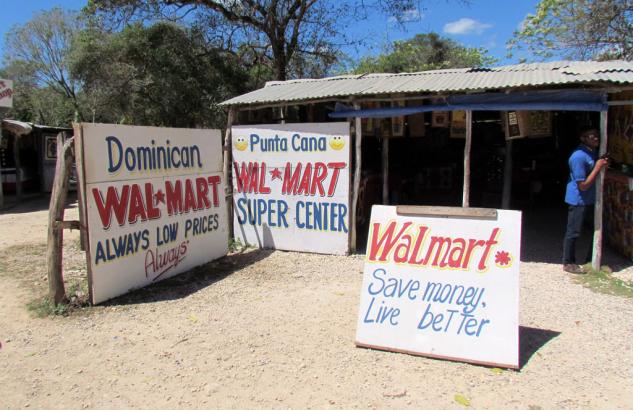 Dominican
WAL★MART
ALWAYS LOW PRICES
Always
Punta Cana
WAL★MART
SUPER CENTER
WaLmart*
Save money,
Live beTTer